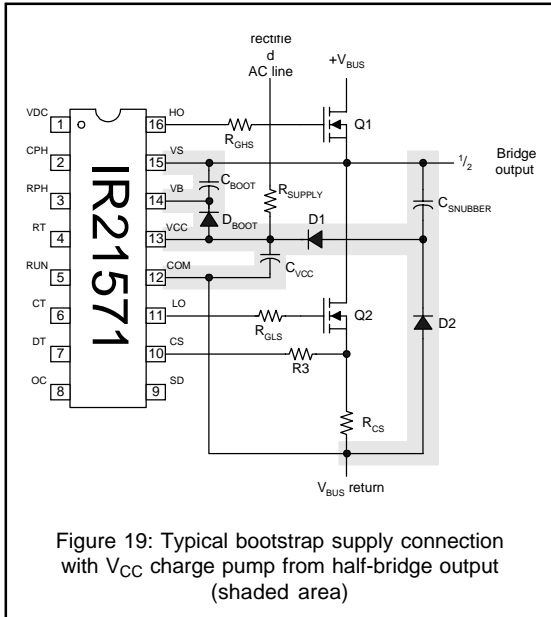 rectifie
d
AC line
+VBUS
VDC
1
16
HO
RGHS
Q1
CPH
2
15
VS
1/2 Bridge
output
CBOOT
RSUPPLY
CSNUBBER
RPH
3
14
VB
DBOOT
D1
RT
4
13
VCC
CVCC
RUN
5
12
COM
CT
6
11
LO
RGLS
Q2
D2
DT
7
10
CS
R3
OC
8
9
SD
IR21571
RCS
VBUS return
Figure 19: Typical bootstrap supply connection
with VCC charge pump from half-bridge output
(shaded area)